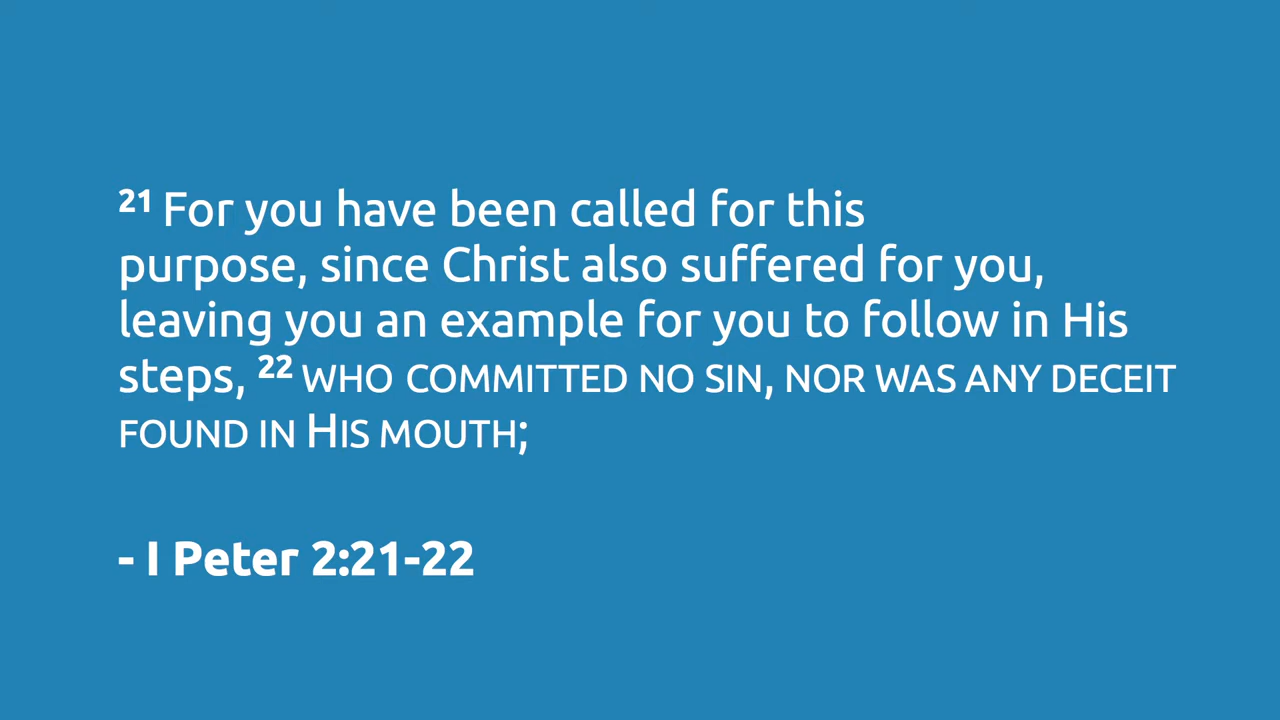 21 For you have been called for this
purpose, since Christ also suffered for you,
leaving you an example for you to follow in His
steps, 22 WHO COMMITTED NO SIN, NOR WAS ANY DECEIT
FOUND IN HIS MOUTH;
- I Peter 2:21-22